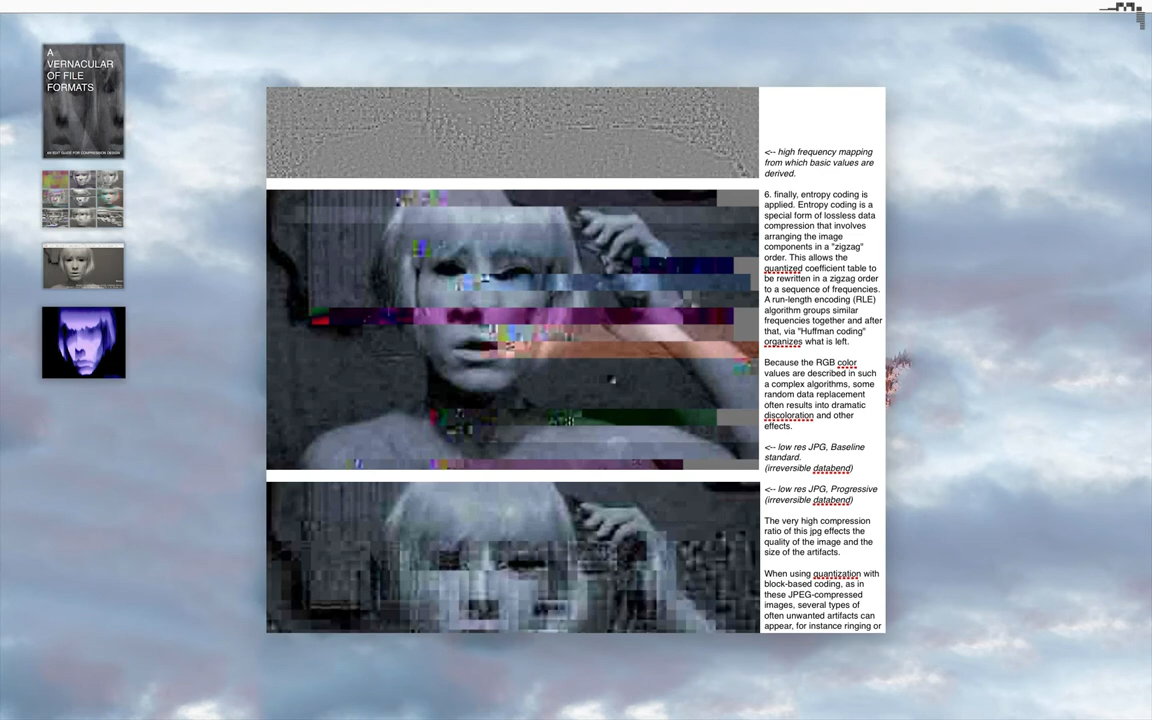 A
VERNACULAR
OF FILE
FORMATS
AN EDIT GUIDE FOR COMPRESSION DESIGN
<-- high frequency mapping
from which basic values are
derived.
6. finally, entropy coding is
applied. Entropy coding is a
special form of lossless data
compression that involves
arranging the image
components in a "zigzag"
order. This allows the
quantized coefficient table to
be rewritten in a zigzag order
to a sequence of frequencies.
A run-length encoding (RLE)
algorithm groups similar
frequencies together and after
that, via "Huffman coding"
organizes what is left.
Because the RGB color
values are described in such
a complex algorithms, some
random data replacement
often results into dramatic
discoloration and other
effects.
<-- low res JPG, Baseline
standard.
(irreversible databend)
<-- low res JPG, Progressive
(irreversible databend)
The very high compression
ratio of this jpg effects the
quality of the image and the
size of the artifacts.
When using quantization with
block-based coding, as in
these JPEG-compressed
images, several types of
often unwanted artifacts can
appear, for instance ringing or